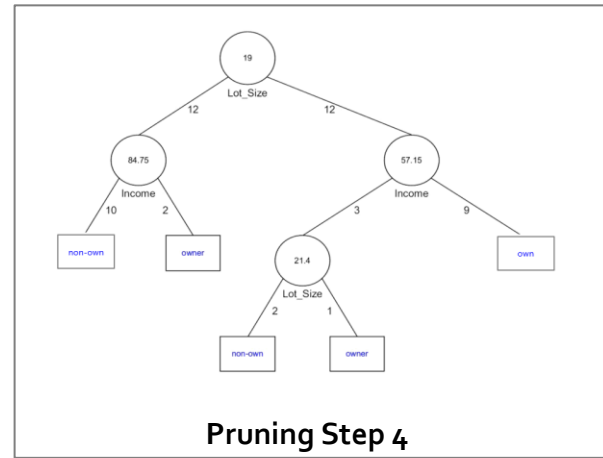 19
Lot_Size
12 12
84.75 57.15
Income Income
10 2 3 9
non-own owner 21.4 own
Lot_Size
2 1
non-own owner
Pruning Step 4